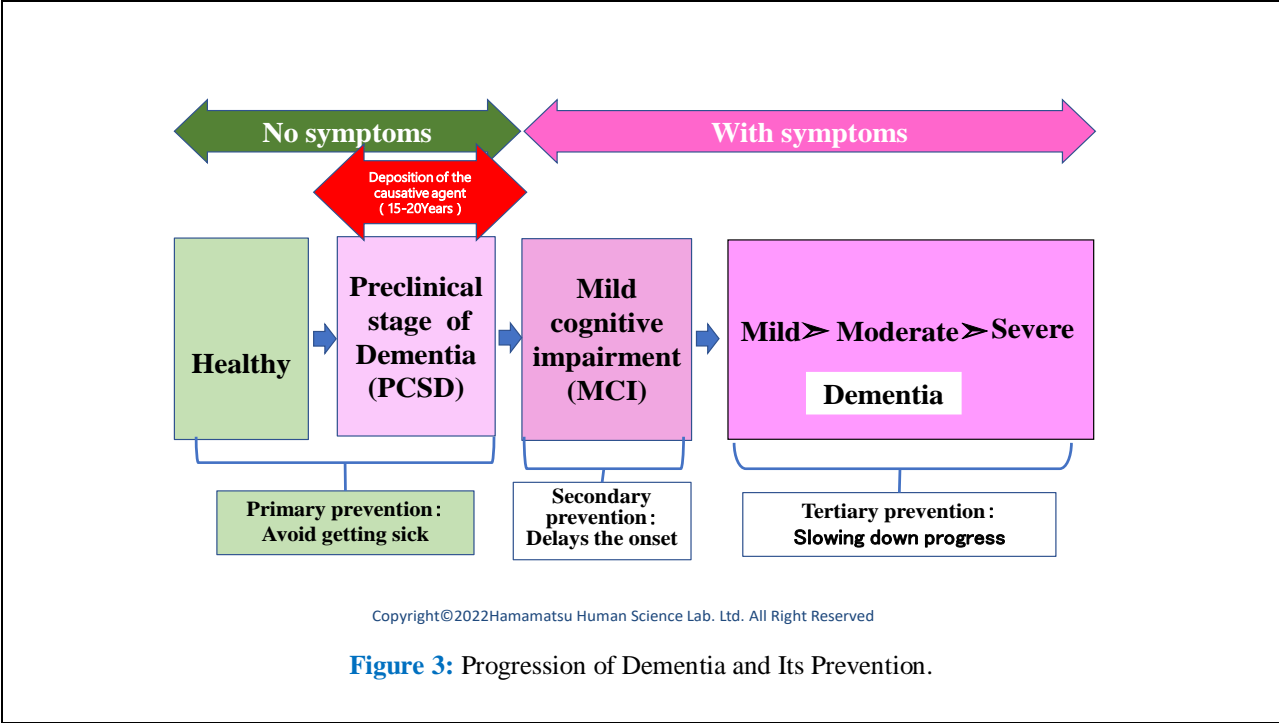 No symptoms
With symptoms
Deposition of the
causative agent
( 15-20Years )
Healthy
Preclinical
stage of
Dementia
(PCSD)
Mild
cognitive
impairment
(MCI)
Mild➢ Moderate➢Severe
Dementia
Primary prevention:
Avoid getting sick
Secondary
prevention:
Delays the onset
Tertiary prevention:
Slowing down progress
Copyright©2022Hamamatsu Human Science Lab. Ltd. All Right Reserved
Figure 3: Progression of Dementia and Its Prevention.